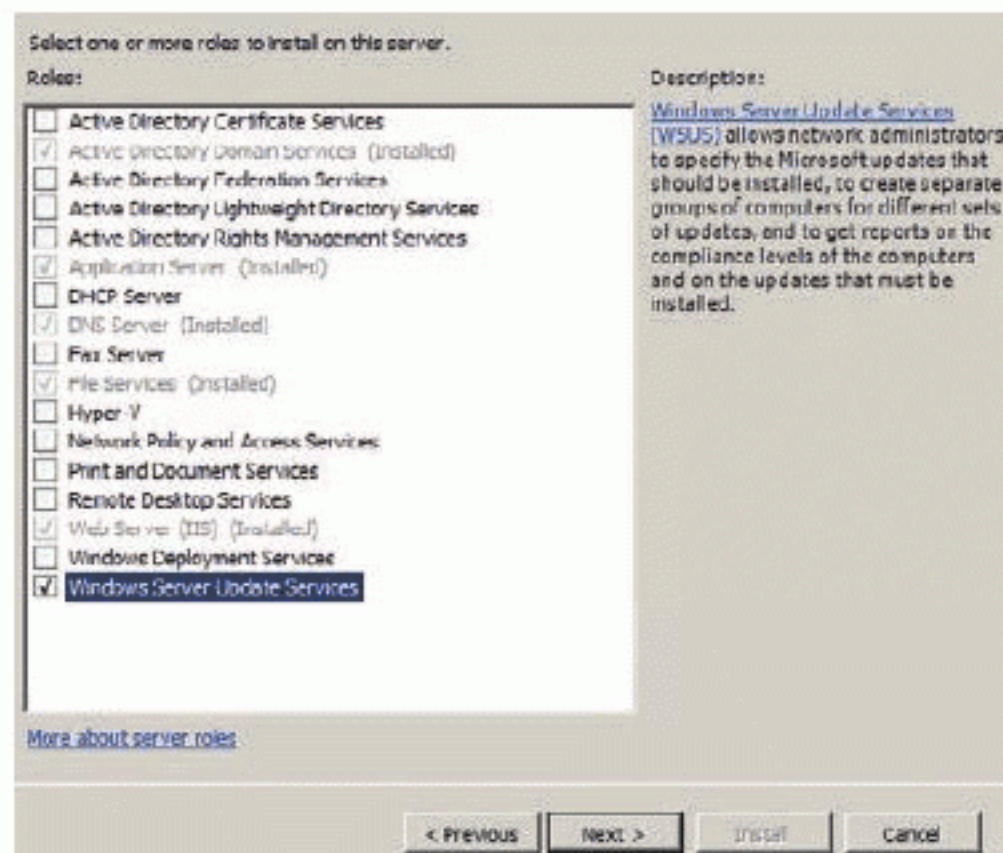 Select one or more roles to install on this server.
Roles:
Active Directory Certificate Services
Active Directory Domain Services (Installed)
Active Directory Federation Services
Active Directory Lightweight Directory Services
Active Directory Rights Management Services
Application Server (Installed)
DHCP Server
DNS Server (Installed)
Fax Server
File Services (Installed)
Hyper-V
Network Policy and Access Services
Print and Document Services
Remote Desktop Services
Web Server (IIS) (Installed)
Windows Deployment Services
Windows Server Update Services
More about server roles
Description:
Windows Server Update Services
(WSUS) allows network administrators
to specify the Microsoft updates that
should be installed, to create separate
groups of computers for different sets
of updates, and to get reports on the
compliance levels of the computers
and on the updates that must be
installed.
< Previous
Next >
Install
Cancel